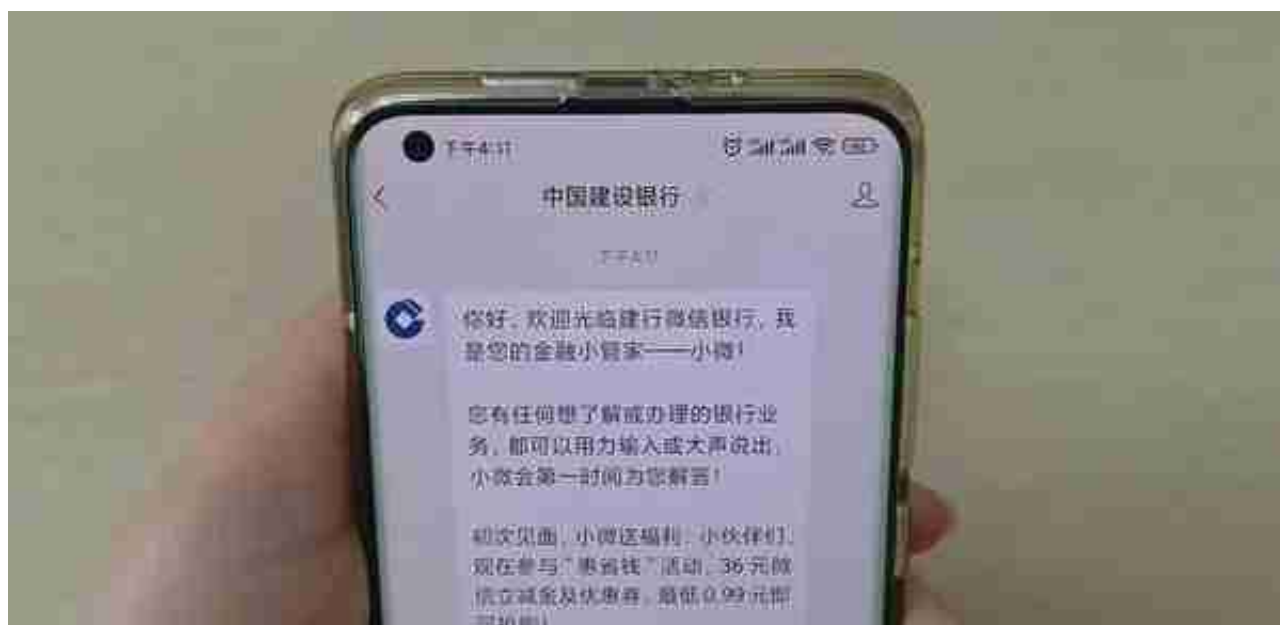 下午4:11
中国建设银行
下午4:11
你好，欢迎光临建行微信银行，我
是您的金融小管家——小微！
您有任何想了解或办理的银行业
务，都可以用力输入或大声说出，
小微会第一时间为您解答！
初次见面，小微送福利，小伙伴们，
现在参与“惠省钱”活动，36元微
信立减金及优惠券，最低0.99元即